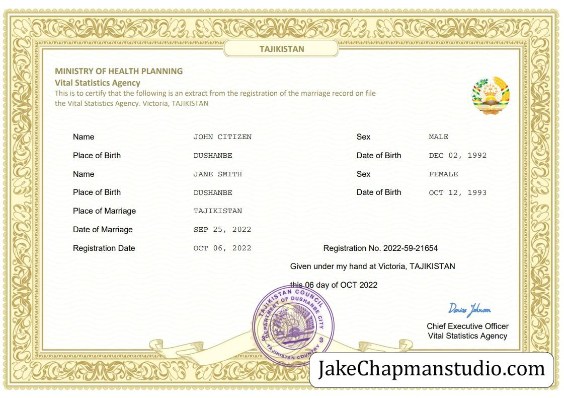 TAJIKISTAN
MINISTRY OF HEALTH PLANNING
Vital Statistics Agency
This is to certify that the following is an extract from the registration of the marriage record on file
the Vital Statistics Agency. Victoria, TAJIKISTAN
Name JOHN CITIZEN Sex MALE
Place of Birth DUSHANBE Date of Birth DEC 02, 1992
Name JANE SMITH Sex FEMALE
Place of Birth DUSHANBE Date of Birth OCT 12, 1993
Place of Marriage TAJIKISTAN
Date of Marriage SEP 25, 2022
Registration Date OCT 06, 2022 Registration No. 2022-59-21654
Given under my hand at Victoria, TAJIKISTAN
this 06 day of OCT 2022
TAJIKISTAN COUNCIL
DEPARTMENT OF DUSHANBE CITY
TAJIKISTAN COUNCIL
Denise Johnson
Chief Executive Officer
Vital Statistics Agency
JakeChapmanstudio.com